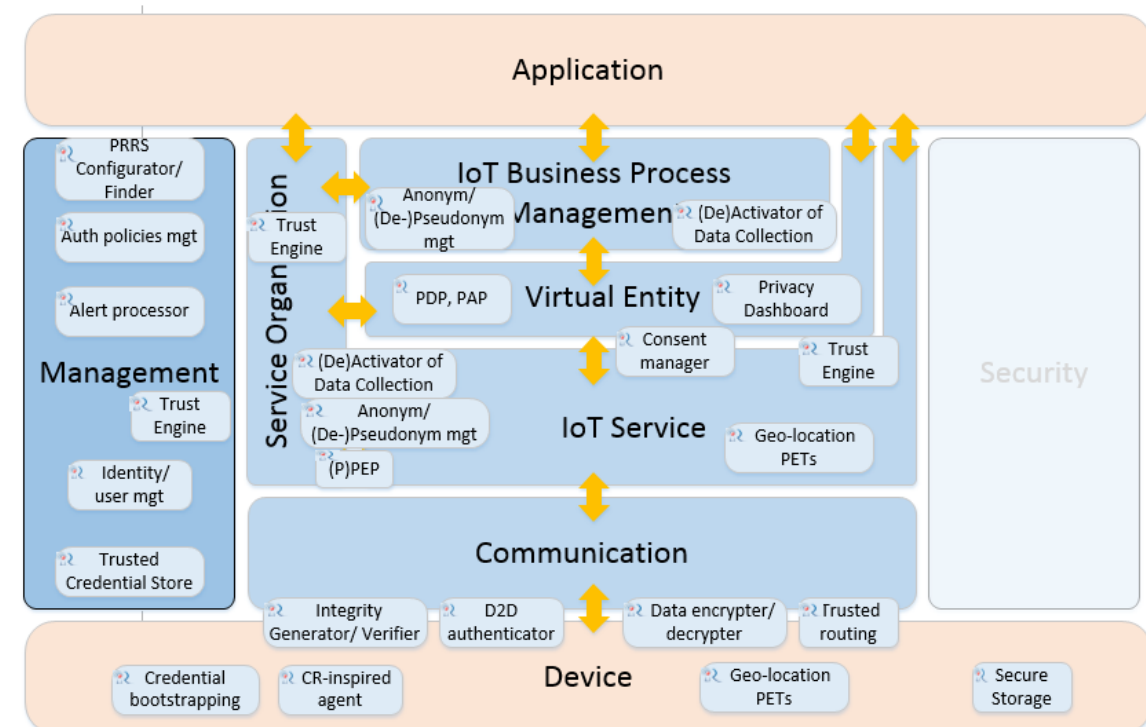 Application
PRRS
Configurator/
Finder
Auth policies mgt
Alert processor
Management
Trust
Engine
Identity/
user mgt
Trusted
Credential Store
Service Organ
tion
Trust
Engine
IoT Business Process
Managemen
Anonym/
(De-)Pseudonym
mgt
(De)Activator of
Data Collection
Virtual Entity
PDP, PAP
Privacy
Dashboard
Consent
manager
Trust
Engine
(De)Activator of
Data Collection
Anonym/
(De-)Pseudonym mgt
(P)PEP
IoT Service
Geo-location
PETs
Security
Communication
Integrity
Generator/ Verifier
D2D
authenticator
Data encrypter/
decrypter
Trusted
routing
Device
Credential
bootstrapping
CR-inspired
agent
Geo-location
PETs
Secure
Storage